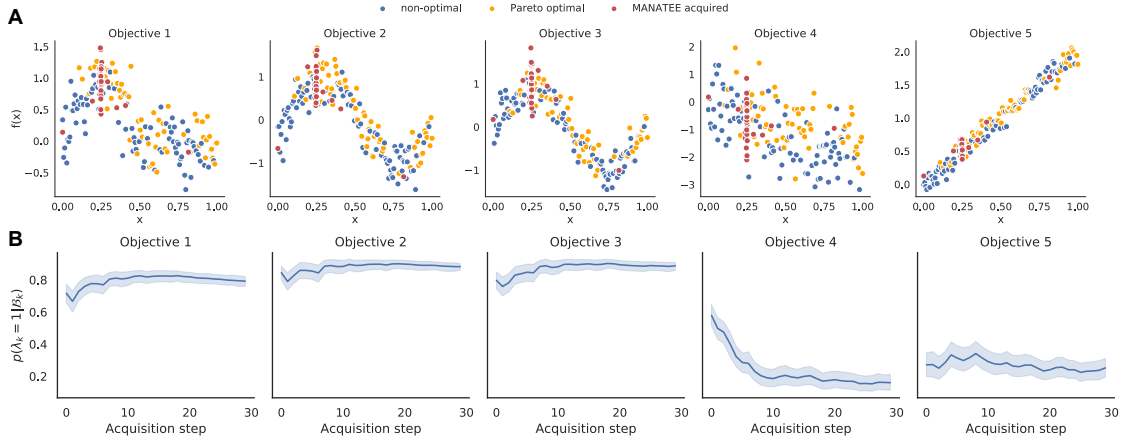 non-optimal Pareto optimal MANATEE acquired
A
Objective 1 Objective 2 Objective 3 Objective 4 Objective 5
f(x)
1.5
1.0
0.5
0.0
−0.5
1
0
−1
1
0
−1
2
1
0
−1
−2
−3
2.0
1.5
1.0
0.5
0.0
0.00 0.25 0.50 0.75 1.00 0.00 0.25 0.50 0.75 1.00 0.00 0.25 0.50 0.75 1.00 0.00 0.25 0.50 0.75 1.00 0.00 0.25 0.50 0.75 1.00
x x x x x
B
Objective 1 Objective 2 Objective 3 Objective 4 Objective 5
p(λₖ = 1|ℬₖ)
0.8
0.6
0.4
0.2
0 10 20 30 0 10 20 30 0 10 20 30 0 10 20 30 0 10 20 30
Acquisition step Acquisition step Acquisition step Acquisition step Acquisition step